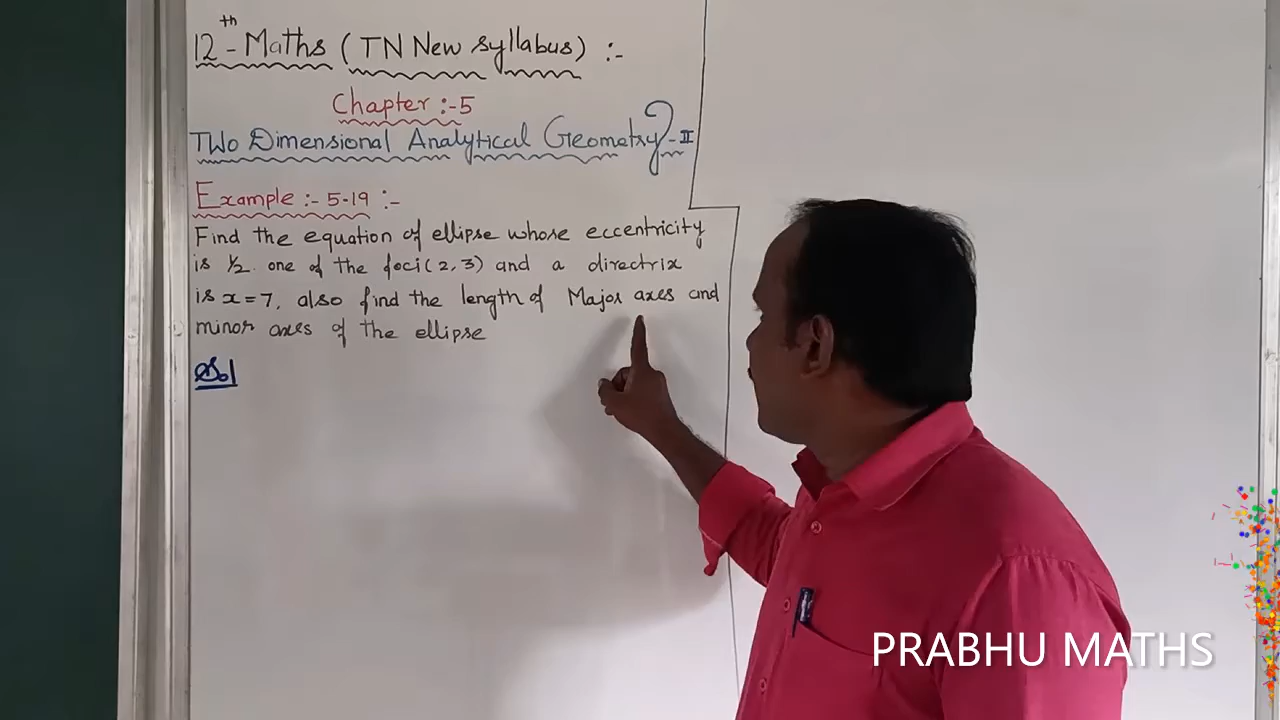 12th - Maths ( TN New syllabus) :-
Chapter :-5
Two Dimensional Analytical Geometry - II
Example :- 5.19 :-
Find the equation of ellipse whose eccentricity
is 1/2. one of the foci (2, 3) and a directrix
is x = 7, also find the length of Major axes and
minor axes of the ellipse
Sol
PRABHU MATHS